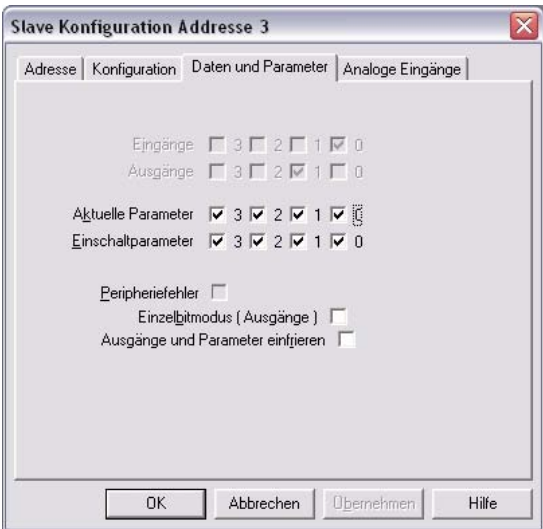 Slave Konfiguration Addresse 3
Adresse Konfiguration Daten und Parameter Analoge Eingänge
Eingänge 3 2 1 0
Ausgänge 3 2 1 0
Aktuelle Parameter 3 2 1 0
Einschaltparameter 3 2 1 0
Peripheriefehler
Einzelbitmodus ( Ausgänge )
Ausgänge und Parameter einfrieren
OK Abbrechen Übernehmen Hilfe